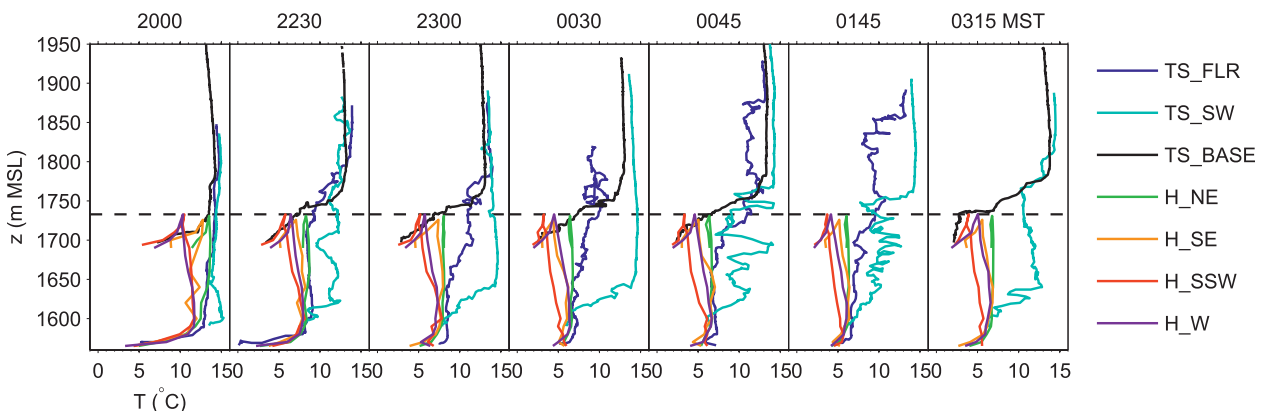 2000 2230 2300 0030 0045 0145 0315 MST
1950
1900
1850
1800
1750
1700
1650
1600
z (m MSL)
0 5 10 150 5 10 150 5 10 150 5 10 150 5 10 150 5 10 150 5 10 15
T (°C)
TS_FLR
TS_SW
TS_BASE
H_NE
H_SE
H_SSW
H_W